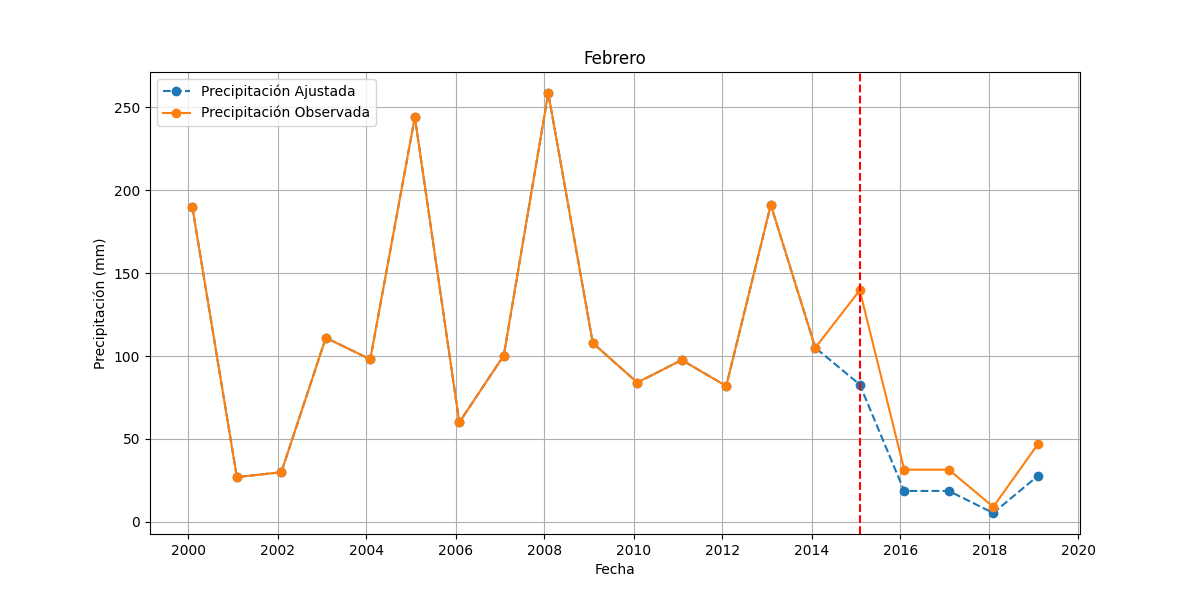 Febrero
Precipitación Ajustada
Precipitación Observada
Precipitación (mm)
250
200
150
100
50
0
2000 2002 2004 2006 2008 2010 2012 2014 2016 2018 2020
Fecha